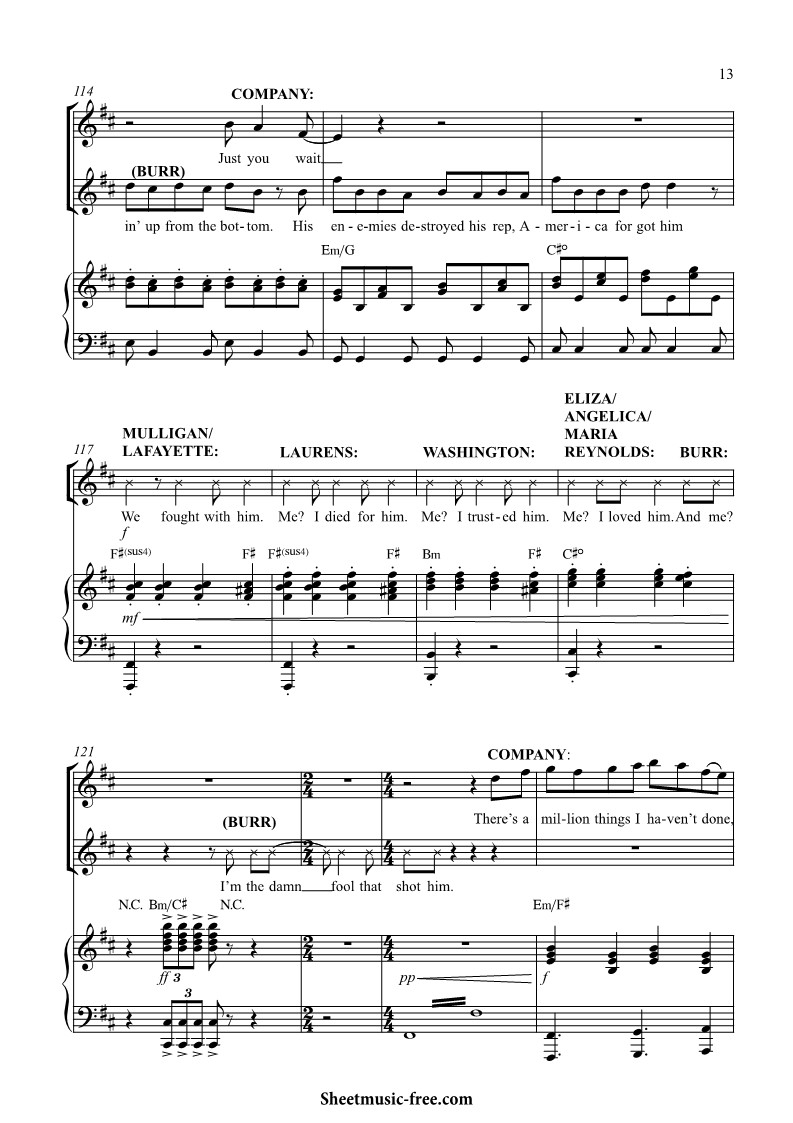 13
114
COMPANY:
Just you wait
(BURR)
in' up from the bot- tom. His en - e-mies de-stroyed his rep, A - mer - i - ca for got him
Em/G C♯o
MULLIGAN/
LAFAYETTE:
LAURENS:
WASHINGTON:
ELIZA/
ANGELICA/
MARIA
REYNOLDS:
BURR:
117
We fought with him. Me? I died for him. Me? I trust-ed him. Me? I loved him.And me?
f
F♯(sus4) F♯ F♯(sus4) F♯ Bm F♯ C♯o
mf
121
COMPANY:
There's a mil-lion things I ha-ven't done,
(BURR)
I'm the damn fool that shot him.
N.C. Bm/C♯ N.C. Em/F♯
ff 3 pp f
3
Sheetmusic-free.com